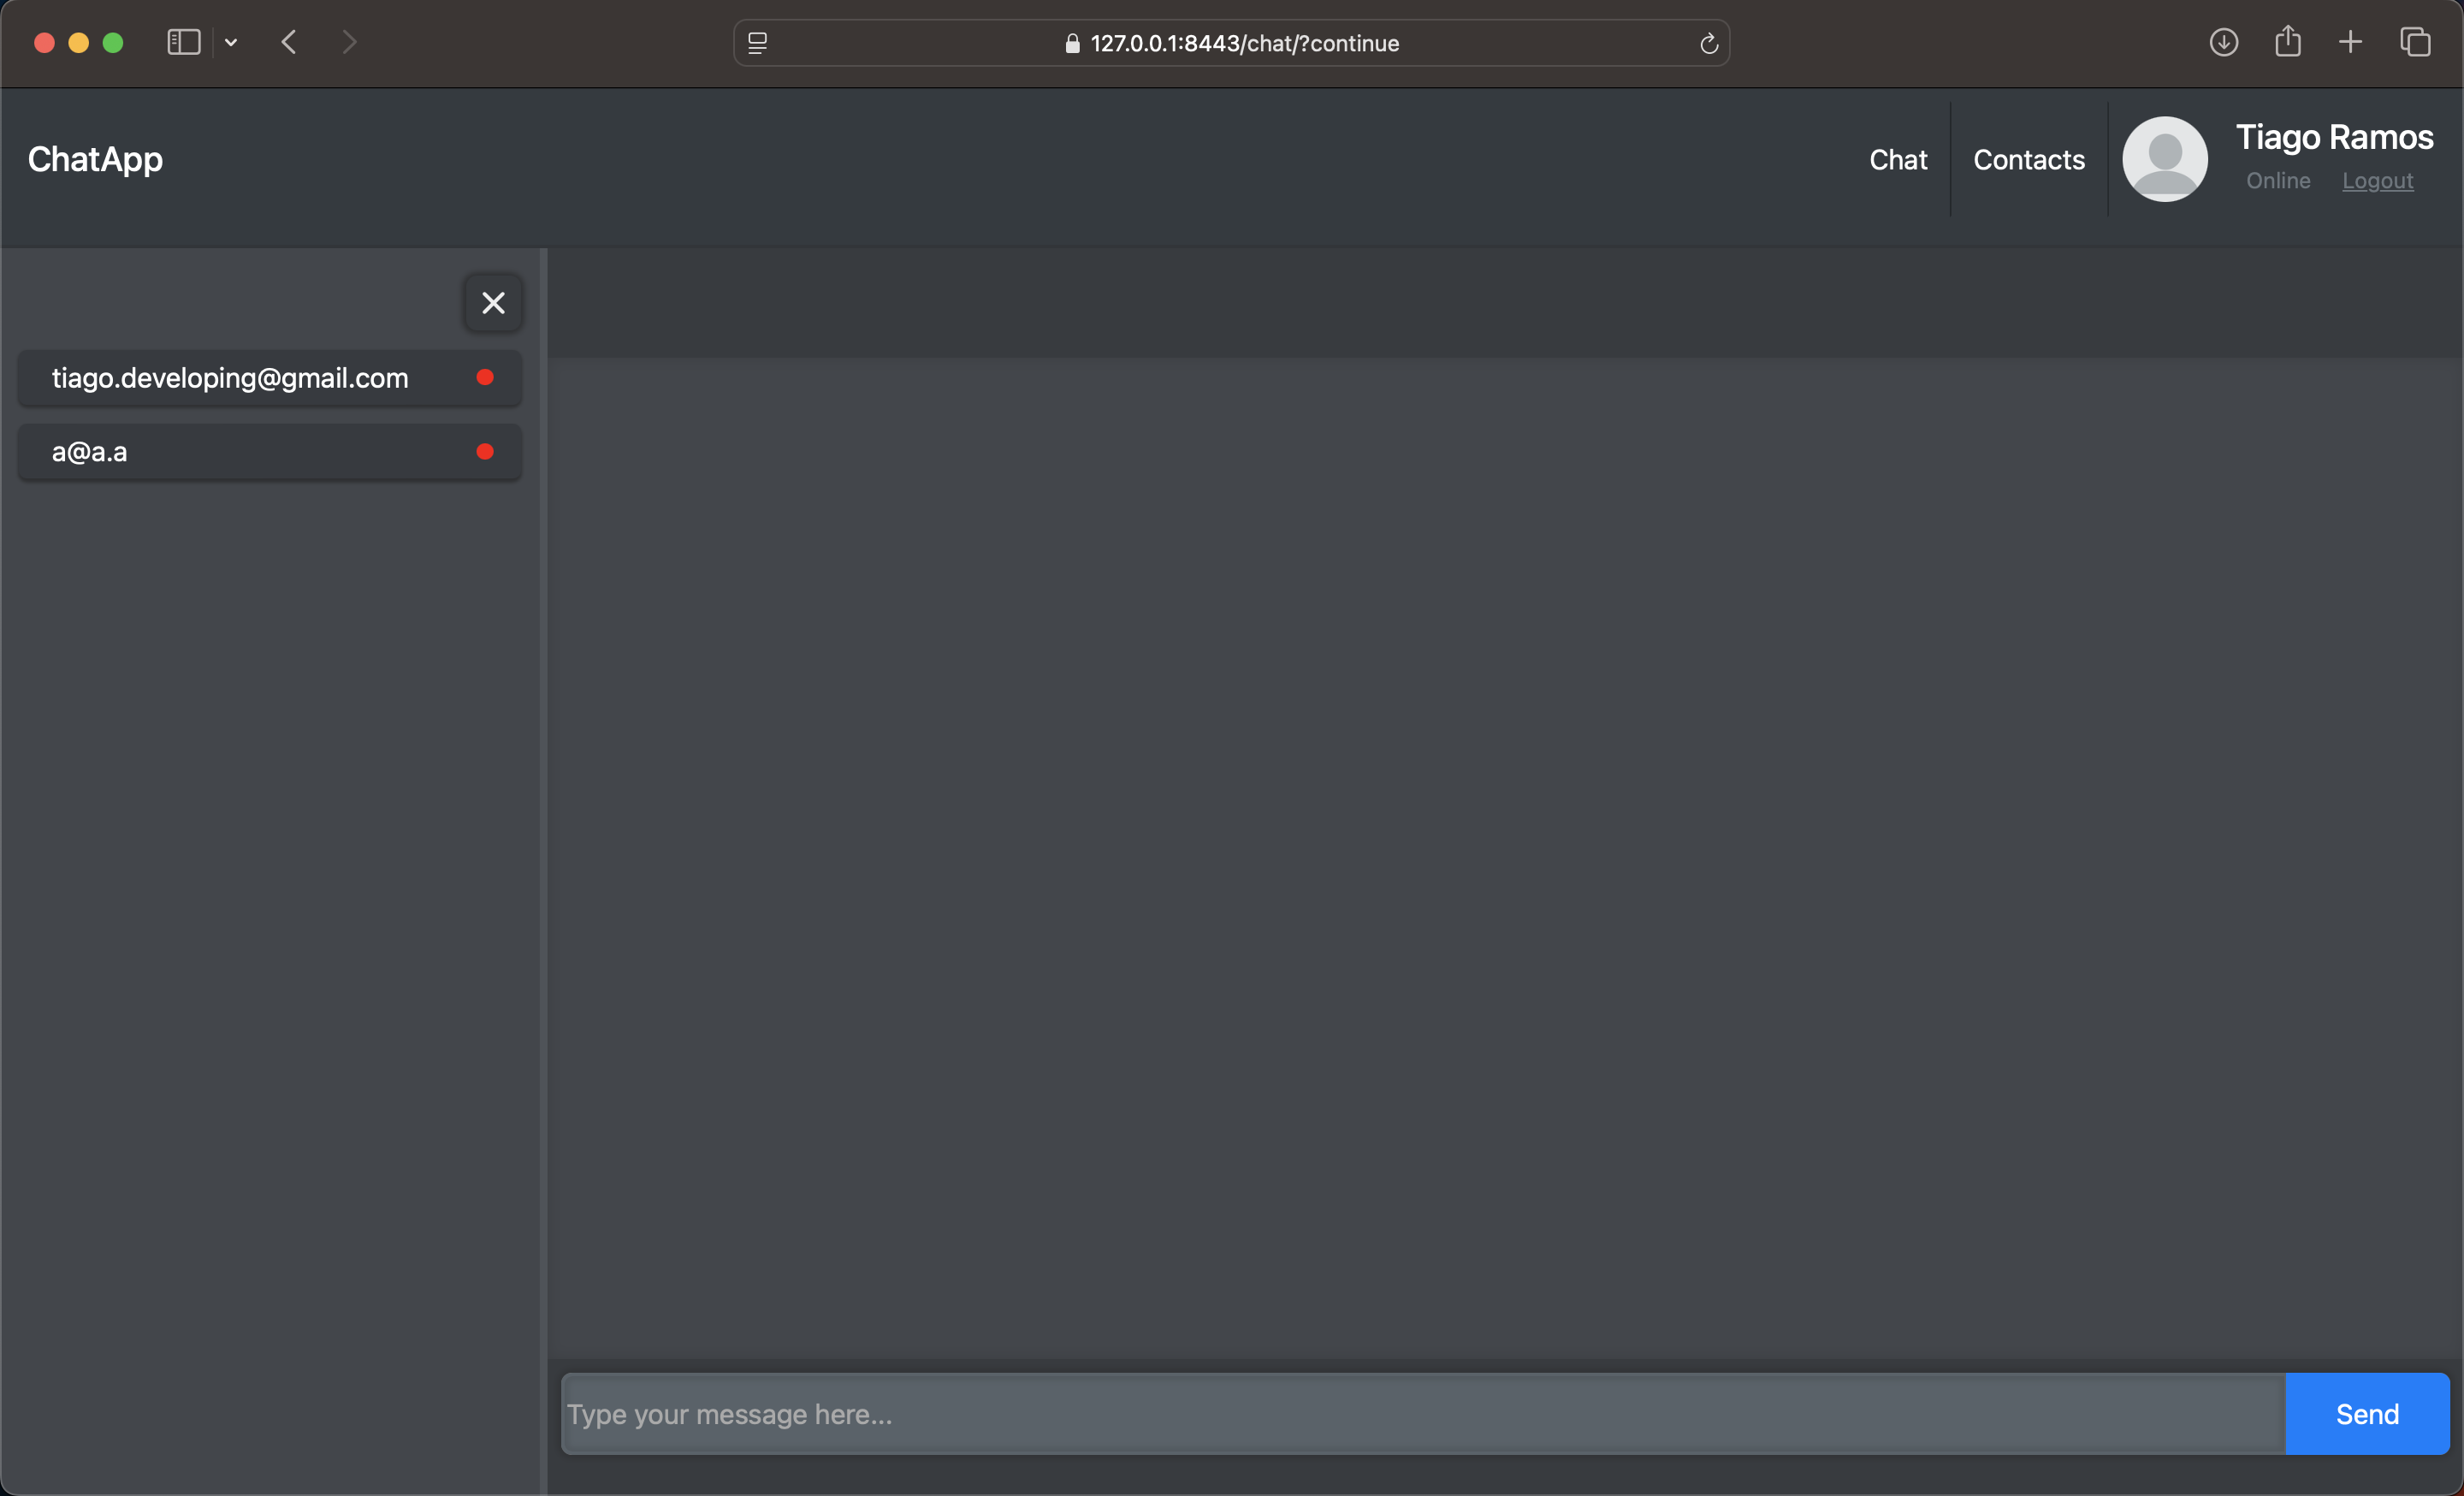 127.0.0.1:8443/chat/?continue
ChatApp
Chat
Contacts
Tiago Ramos
Online
Logout
tiago.developing@gmail.com
a@a.a
Type your message here...
Send